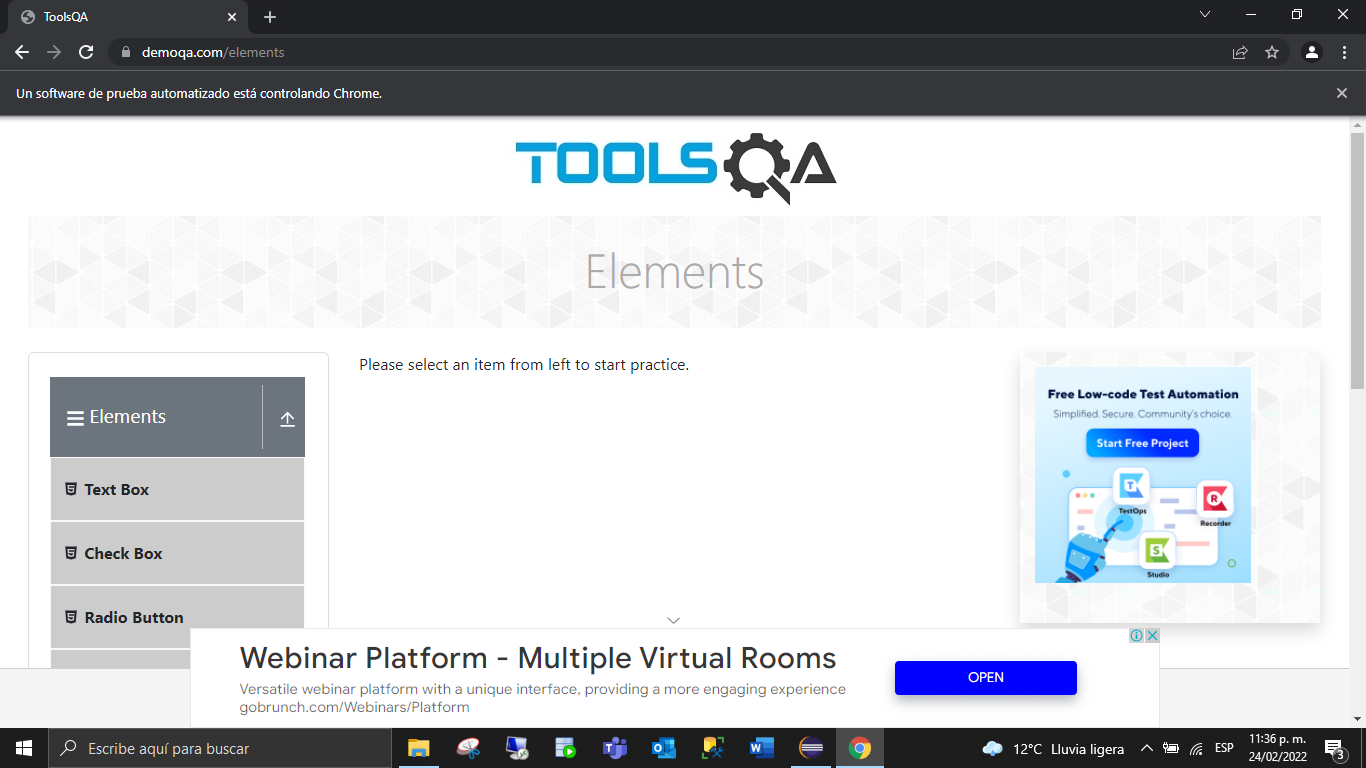 ToolsQA
demoqa.com/elements
Un software de prueba automatizado está controlando Chrome.
TOOLSQA
Elements
Elements
Text Box
Check Box
Radio Button
Please select an item from left to start practice.
Free Low-code Test Automation
Simplified. Secure. Community's choice.
Start Free Project
TestOps
Recorder
Studio
Webinar Platform - Multiple Virtual Rooms
Versatile webinar platform with a unique interface, providing a more engaging experience
gobrunch.com/Webinars/Platform
OPEN
Escribe aquí para buscar
12°C Lluvia ligera
ESP
11:36 p. m.
24/02/2022
3